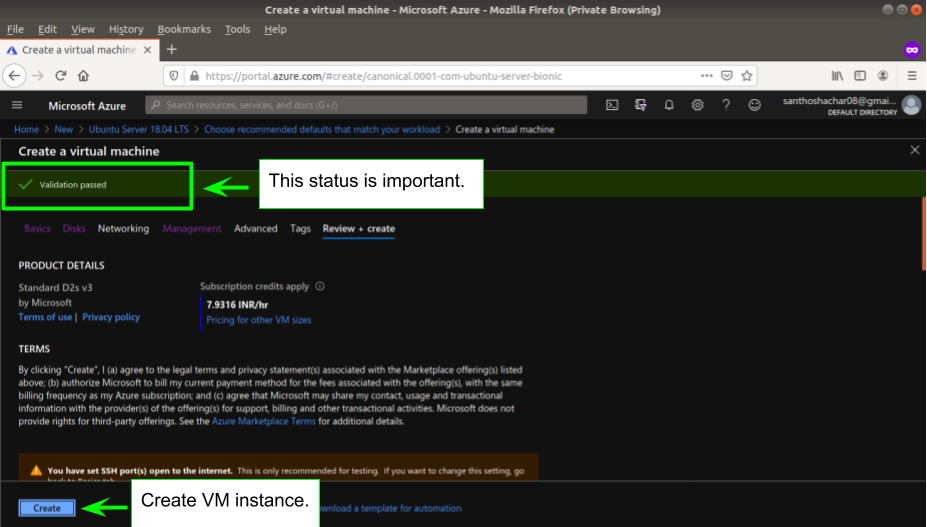 Create a virtual machine - Microsoft Azure - Mozilla Firefox (Private Browsing)
File Edit View History Bookmarks Tools Help
Create a virtual machine
https://portal.azure.com/#create/canonical.0001-com-ubuntu-server-bionic
Microsoft Azure
Search resources, services, and docs (G+/)
santhoshachar08@gmai...
DEFAULT DIRECTORY
Home > New > Ubuntu Server 18.04 LTS > Choose recommended defaults that match your workload > Create a virtual machine
Create a virtual machine
Validation passed
This status is important.
Basics Disks Networking Management Advanced Tags Review + create
PRODUCT DETAILS
Standard D2s v3
by Microsoft
Terms of use | Privacy policy
Subscription credits apply
7.9316 INR/hr
Pricing for other VM sizes
TERMS
By clicking "Create", I (a) agree to the legal terms and privacy statement(s) associated with the Marketplace offering(s) listed
above; (b) authorize Microsoft to bill my current payment method for the fees associated with the offering(s), with the same
billing frequency as my Azure subscription; and (c) agree that Microsoft may share my contact, usage and transactional
information with the provider(s) of the offering(s) for support, billing and other transactional activities. Microsoft does not
provide rights for third-party offerings. See the Azure Marketplace Terms for additional details.
You have set SSH port(s) open to the internet. This is only recommended for testing. If you want to change this setting, go
back to Basics tab.
Create
Create VM instance.
wnload a template for automation